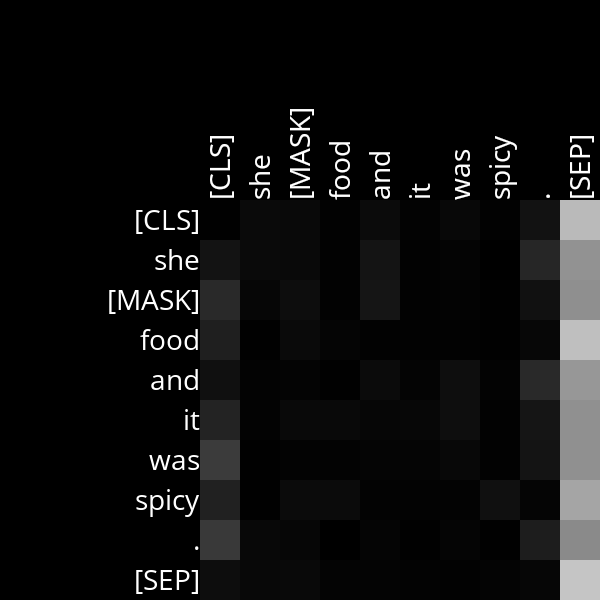 [CLS] she [MASK] food and it was spicy . [SEP]
[CLS]
she
[MASK]
food
and
it
was
spicy
.
[SEP]